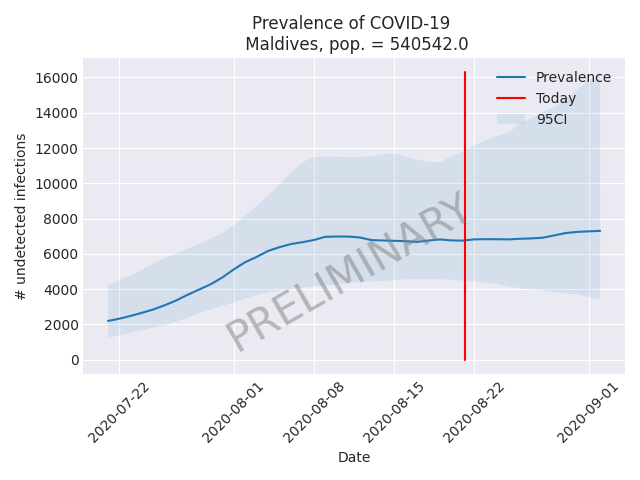 Prevalence of COVID-19
Maldives, pop. = 540542.0
16000
14000
12000
10000
8000
6000
4000
2000
0
# undetected infections
Prevalence
Today
95CI
PRELIMINARY
2020-07-22
2020-08-01
2020-08-08
2020-08-15
2020-08-22
2020-09-01
Date